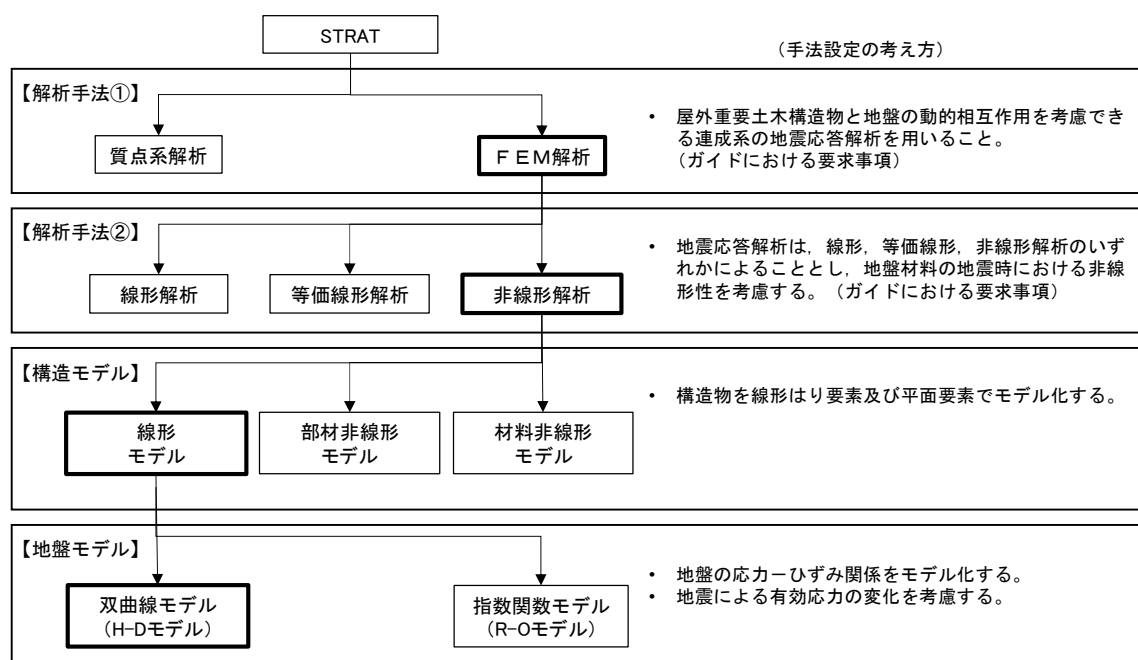 STRAT
(手法設定の考え方)
【解析手法①】
・ 屋外重要土木構造物と地盤の動的相互作用を考慮でき
る連成系の地震応答解析を用いること。
(ガイドにおける要求事項)
質点系解析
FEM解析
【解析手法②】
・ 地震応答解析は,線形,等価線形,非線形解析のいず
れかによることとし,地盤材料の地震時における非線
形性を考慮する。(ガイドにおける要求事項)
線形解析
等価線形解析
非線形解析
【構造モデル】
・ 構造物を線形はり要素及び平面要素でモデル化する。
線形
モデル
部材非線形
モデル
材料非線形
モデル
【地盤モデル】
・ 地盤の応力-ひずみ関係をモデル化する。
・ 地震による有効応力の変化を考慮する。
双曲線モデル
(H-Dモデル)
指数関数モデル
(R-Oモデル)